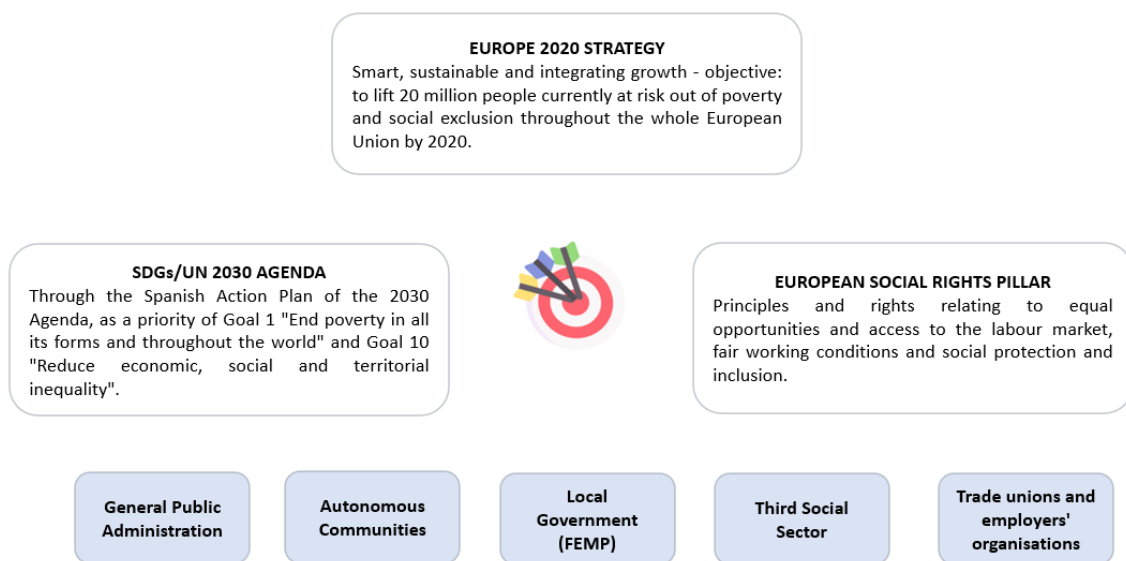 EUROPE 2020 STRATEGY
Smart, sustainable and integrating growth - objective:
to lift 20 million people currently at risk out of poverty
and social exclusion throughout the whole European
Union by 2020.
SDGs/UN 2030 AGENDA
Through the Spanish Action Plan of the 2030
Agenda, as a priority of Goal 1 "End poverty in all
its forms and throughout the world" and Goal 10
"Reduce economic, social and territorial
inequality".
EUROPEAN SOCIAL RIGHTS PILLAR
Principles and rights relating to equal
opportunities and access to the labour market,
fair working conditions and social protection and
inclusion.
General Public
Administration
Autonomous
Communities
Local
Government
(FEMP)
Third Social
Sector
Trade unions and
employers'
organisations